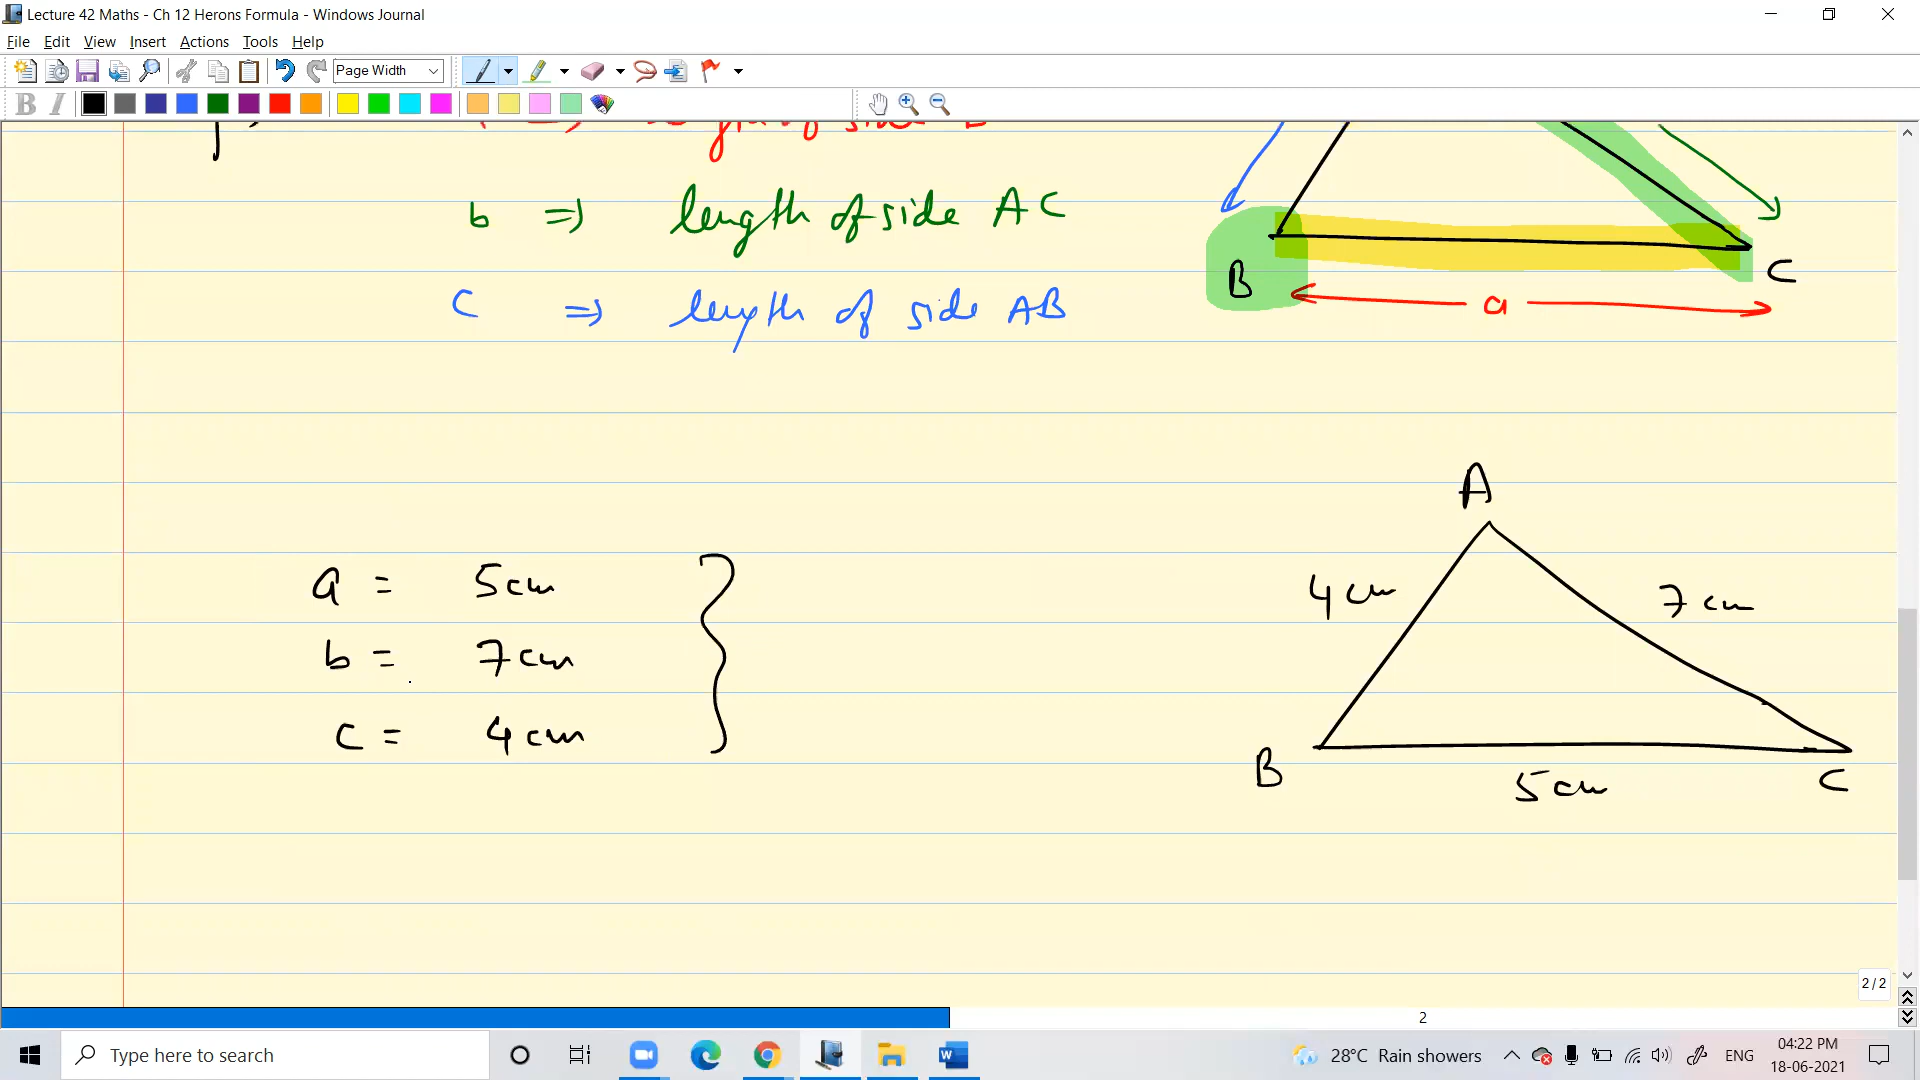 Lecture 42 Maths - Ch 12 Herons Formula - Windows Journal
File Edit View Insert Actions Tools Help
Page Width
B I
b => length of side AC
c => length of side AB
B
C
a
A
a = 5cm
4cm
7cm
b = 7cm
c = 4cm
B
C
5cm
2/2
2
Type here to search
28°C Rain showers
ENG
04:22 PM
18-06-2021